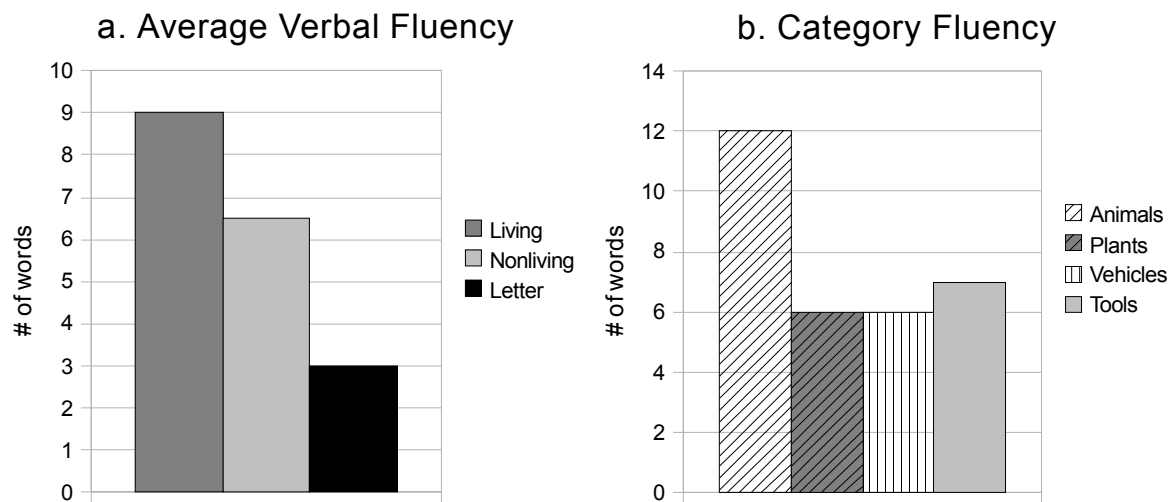 a. Average Verbal Fluency
10
9
8
7
6
5
4
3
2
1
0
# of words
Living
Nonliving
Letter
b. Category Fluency
14
12
10
8
6
4
2
0
# of words
Animals
Plants
Vehicles
Tools